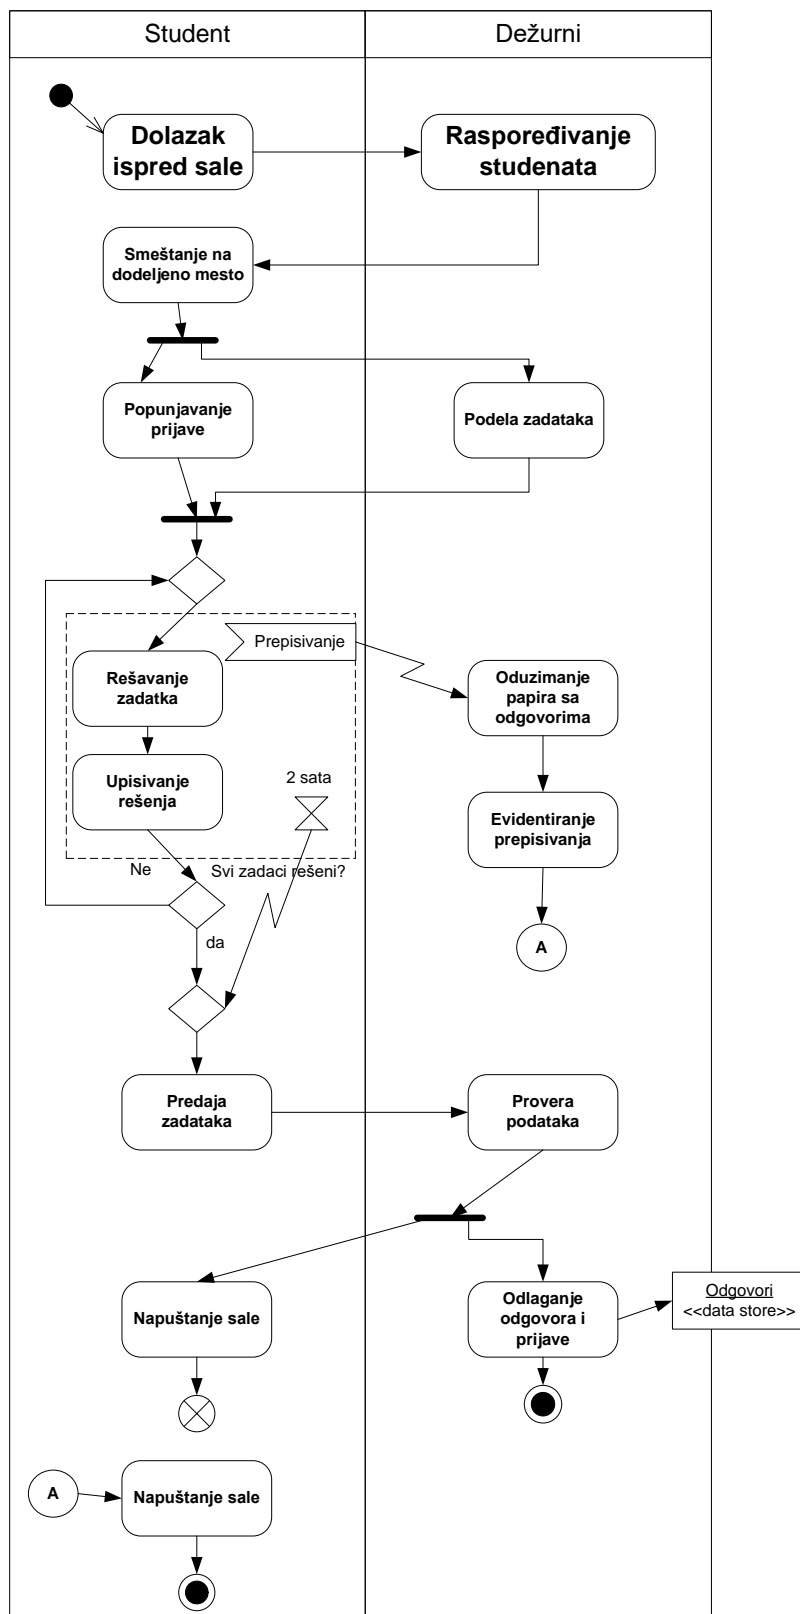 Student
Dežurni
Dolazak
ispred sale
Raspoređivanje
studenata
Smeštanje na
dodeljeno mesto
Popunjavanje
prijave
Podela zadataka
Prepisivanje
Rešavanje
zadatka
Oduzimanje
papira sa
odgovorima
Upisivanje
rešenja
2 sata
Evidentiranje
prepisivanja
Ne
Svi zadaci rešeni?
da
A
Predaja
zadataka
Provera
podataka
Napuštanje sale
Odlaganje
odgovora i
prijave
Odgovori
<<data store>>
A
Napuštanje sale